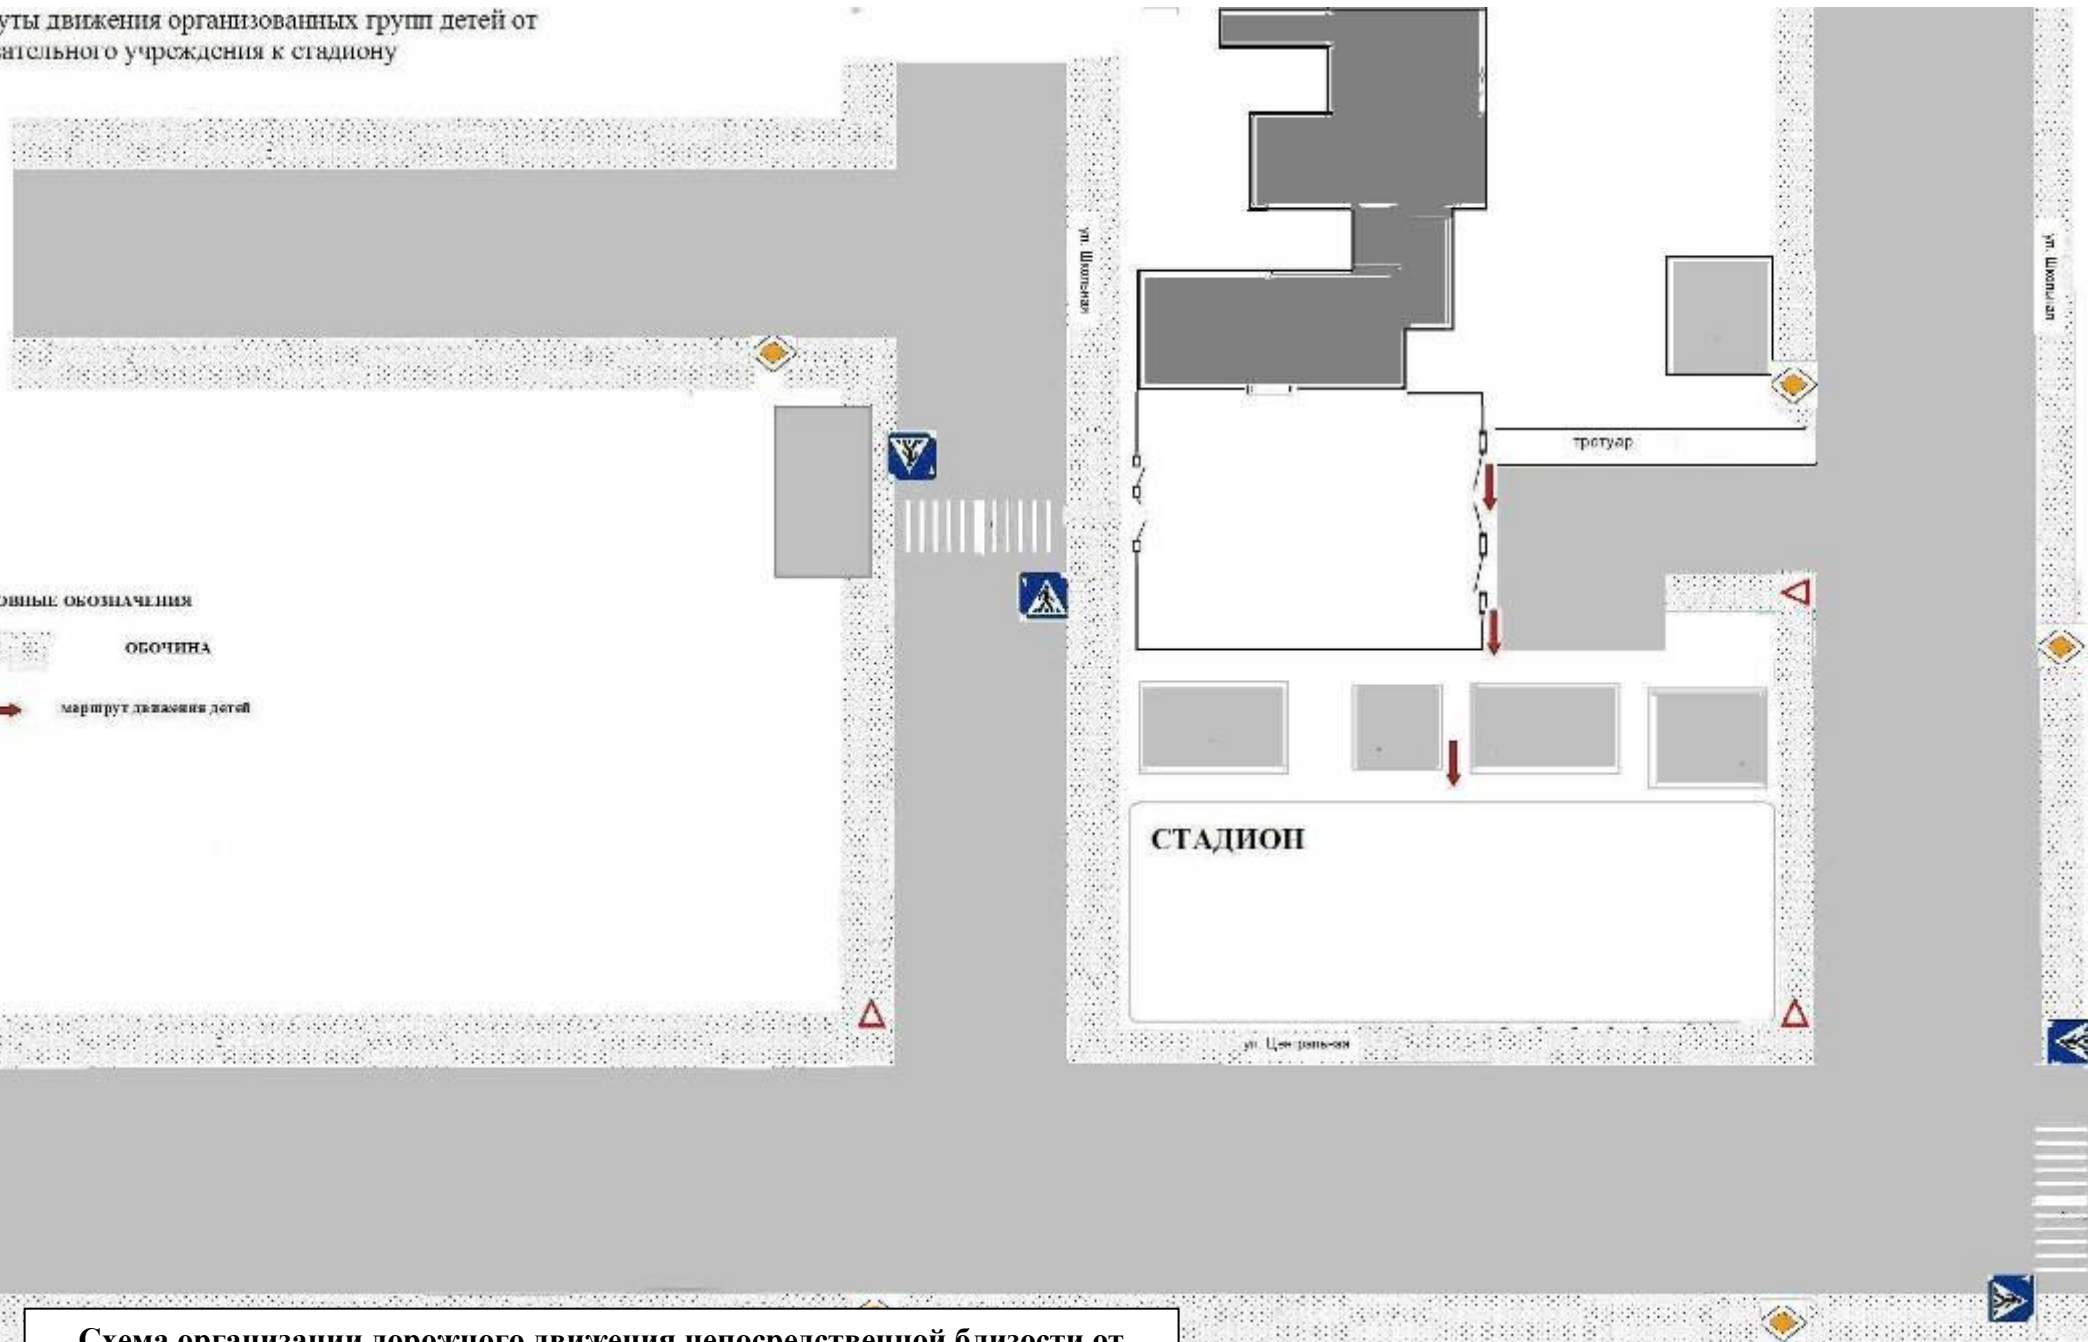 уты движения организованных групп детей от
ательного учреждения к стадиону
ул. Школьная
ул. Школьная
тротуар
ОВНЫЕ ОБОЗНАЧЕНИЯ
ОБОЧИНА
маршрут движения детей
СТАДИОН
ул. Центральная
Схема организации дорожного движения непосредственной близости от